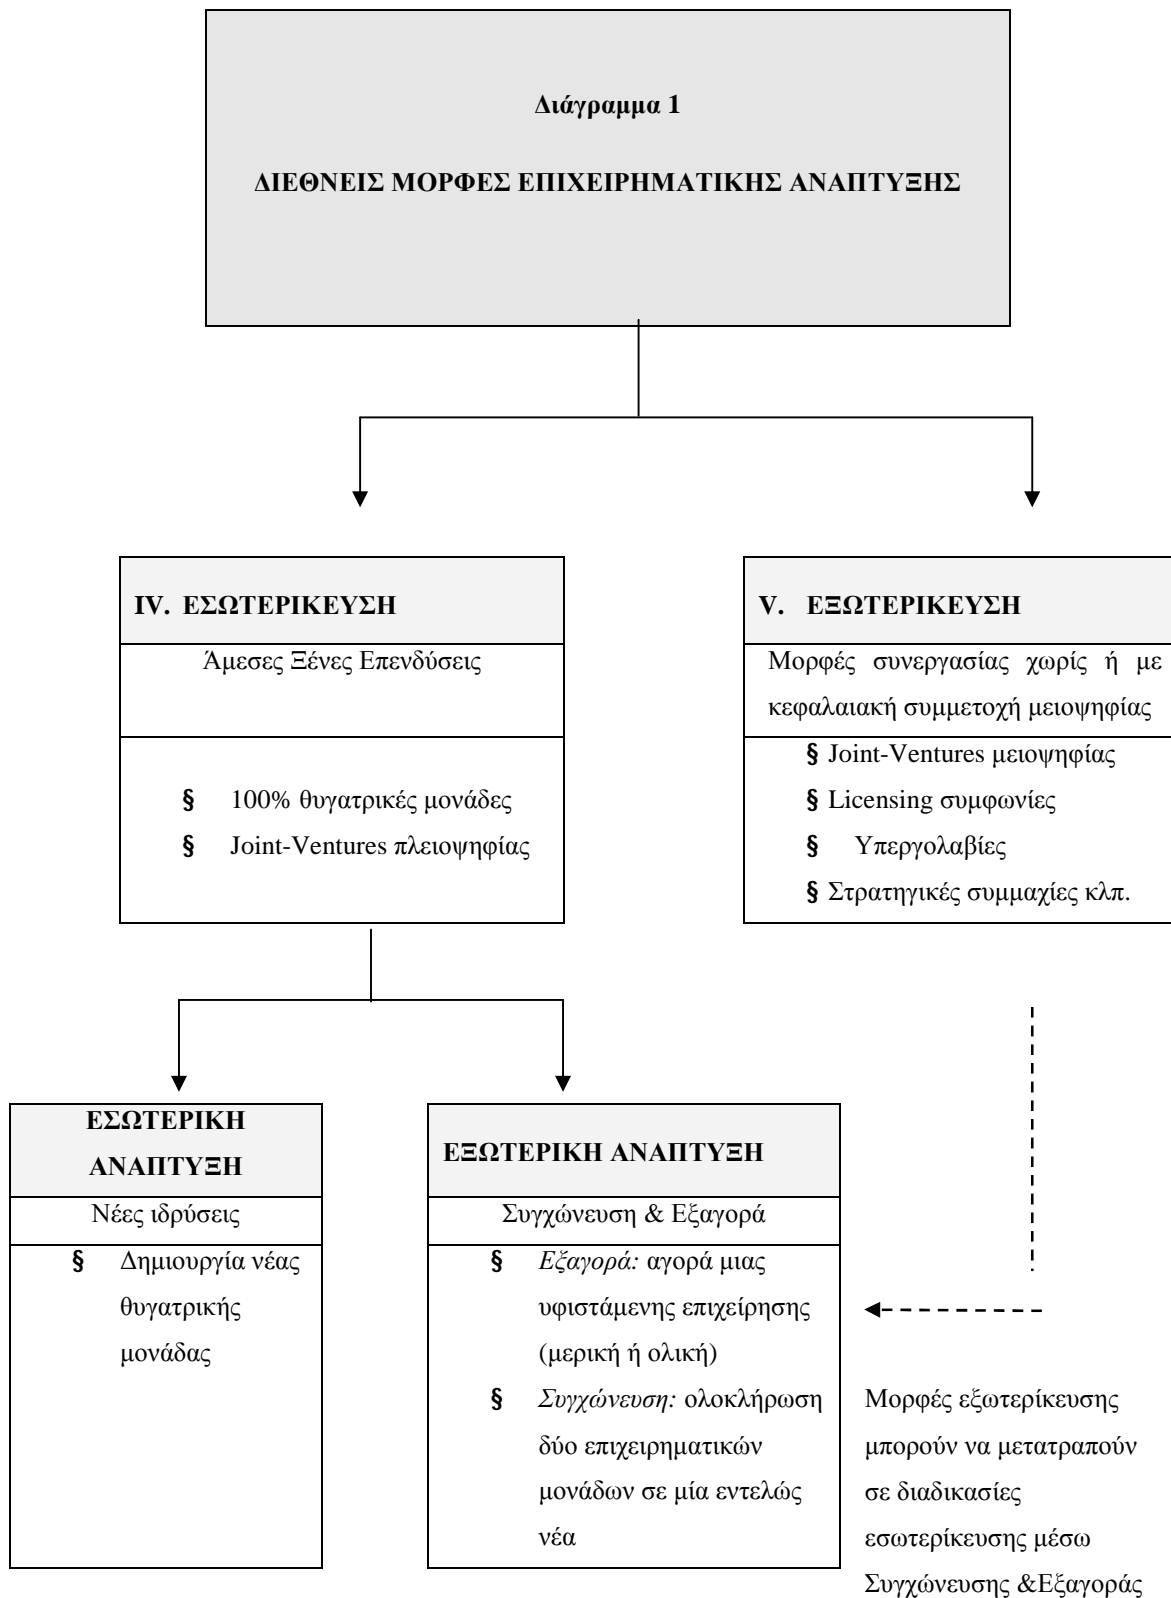 Διάγραμμα 1
ΔΙΕΘΝΕΙΣ ΜΟΡΦΕΣ ΕΠΙΧΕΙΡΗΜΑΤΙΚΗΣ ΑΝΑΠΤΥΞΗΣ
IV. ΕΣΩΤΕΡΙΚΕΥΣΗ
Άμεσες Ξένες Επενδύσεις
§ 100% θυγατρικές μονάδες
§ Joint-Ventures πλειοψηφίας
V. ΕΞΩΤΕΡΙΚΕΥΣΗ
Μορφές συνεργασίας χωρίς ή με
κεφαλαιακή συμμετοχή μειοψηφίας
§ Joint-Ventures μειοψηφίας
§ Licensing συμφωνίες
§ Υπεργολαβίες
§ Στρατηγικές συμμαχίες κλπ.
ΕΣΩΤΕΡΙΚΗ
ΑΝΑΠΤΥΞΗ
Νέες ιδρύσεις
§ Δημιουργία νέας
θυγατρικής
μονάδας
ΕΞΩΤΕΡΙΚΗ ΑΝΑΠΤΥΞΗ
Συγχώνευση & Εξαγορά
§ Εξαγορά: αγορά μιας
υφιστάμενης επιχείρησης
(μερική ή ολική)
§ Συγχώνευση: ολοκλήρωση
δύο επιχειρηματικών
μονάδων σε μία εντελώς
νέα
Μορφές εξωτερίκευσης
μπορούν να μετατραπούν
σε διαδικασίες
εσωτερίκευσης μέσω
Συγχώνευσης &Εξαγοράς